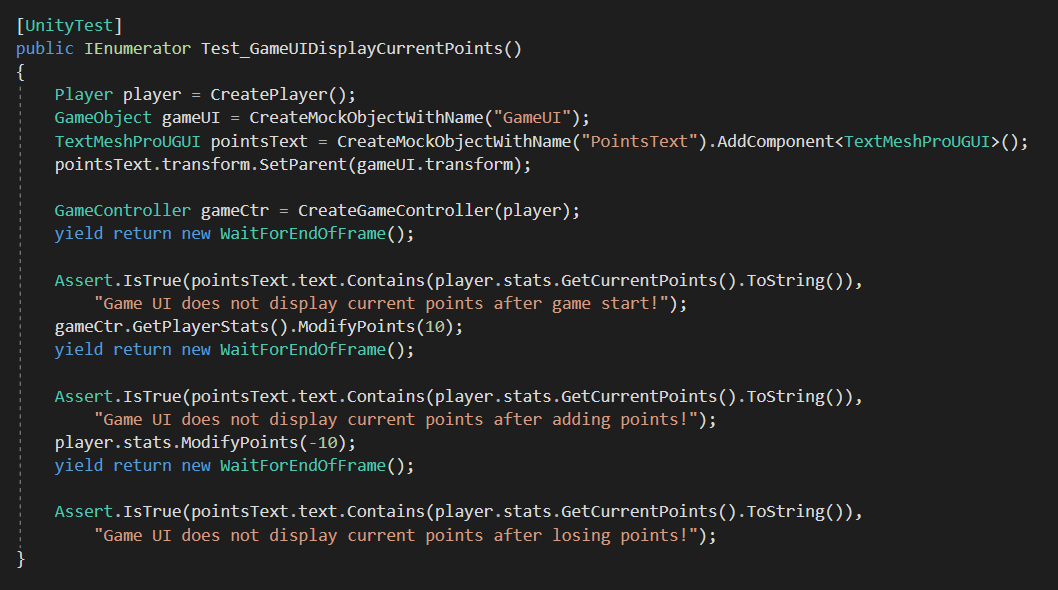 [UnityTest]
public IEnumerator Test_GameUIDisplayCurrentPoints()
{
    Player player = CreatePlayer();
    GameObject gameUI = CreateMockObjectWithName("GameUI");
    TextMeshProUGUI pointsText = CreateMockObjectWithName("PointsText").AddComponent<TextMeshProUGUI>();
    pointsText.transform.SetParent(gameUI.transform);

    GameController gameCtr = CreateGameController(player);
    yield return new WaitForEndOfFrame();

    Assert.IsTrue(pointsText.text.Contains(player.stats.GetCurrentPoints().ToString()),
        "Game UI does not display current points after game start!");
    gameCtr.GetPlayerStats().ModifyPoints(10);
    yield return new WaitForEndOfFrame();

    Assert.IsTrue(pointsText.text.Contains(player.stats.GetCurrentPoints().ToString()),
        "Game UI does not display current points after adding points!");
    player.stats.ModifyPoints(-10);
    yield return new WaitForEndOfFrame();

    Assert.IsTrue(pointsText.text.Contains(player.stats.GetCurrentPoints().ToString()),
        "Game UI does not display current points after losing points!");
}